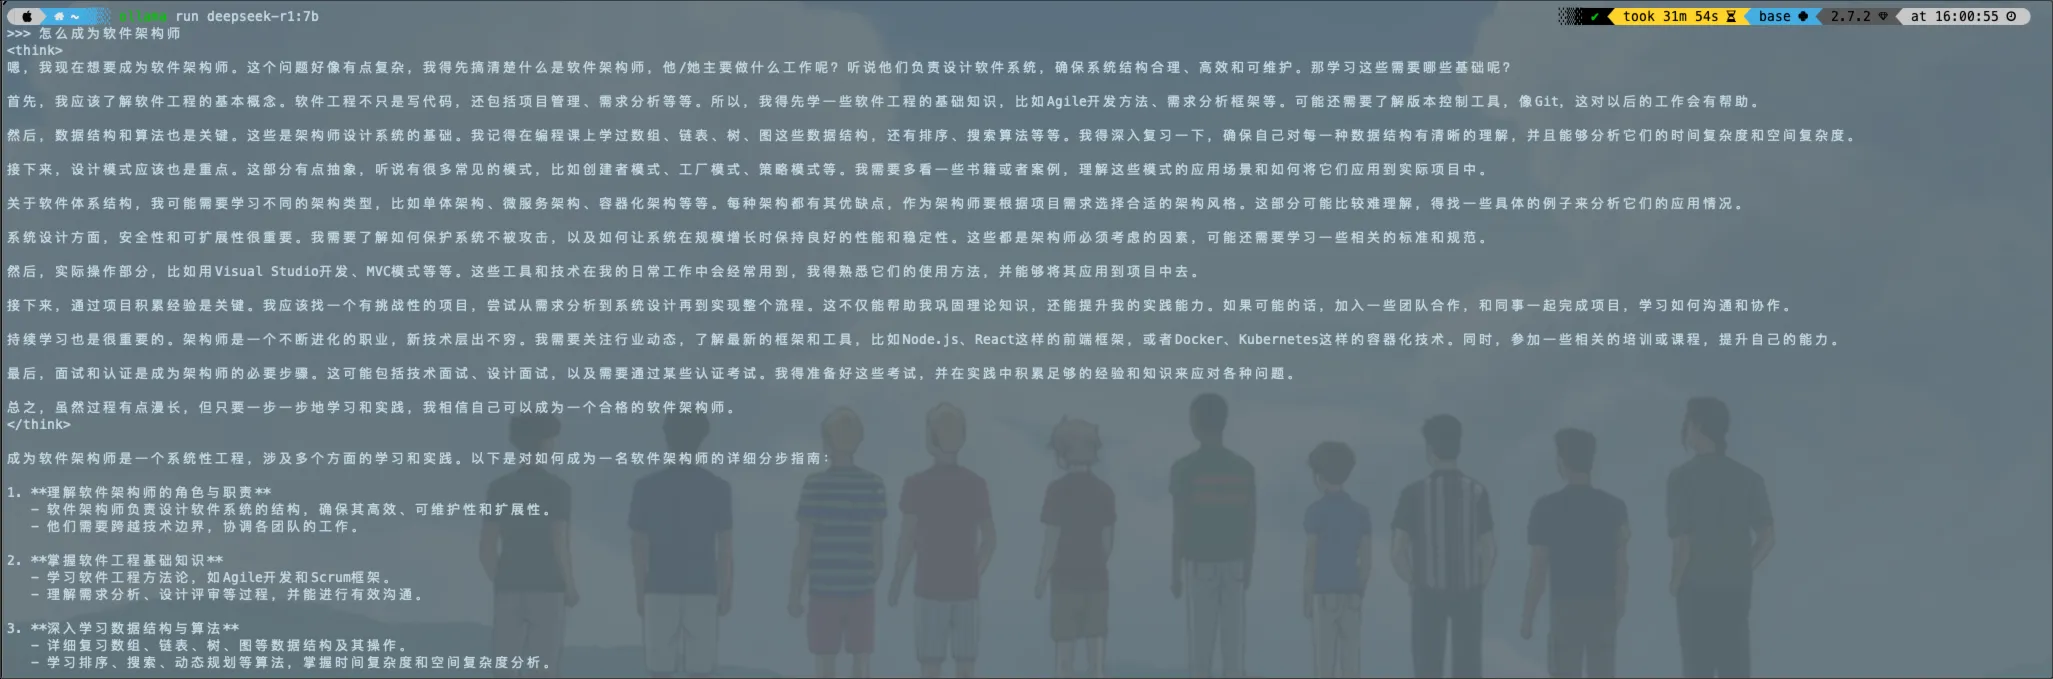 ~ ollama run deepseek-r1:7b ✔ took 31m 54s base 2.7.2 at 16:00:55
>>> 怎么成为软件架构师
<think>
嗯，我现在想要成为软件架构师。这个问题好像有点复杂，我得先搞清楚什么是软件架构师，他/她主要做什么工作呢？听说他们负责设计软件系统，确保系统结构合理、高效和可维护。那学习这些需要哪些基础呢？
首先，我应该了解软件工程的基本概念。软件工程不只是写代码，还包括项目管理、需求分析等等。所以，我得先学一些软件工程的基础知识，比如Agile开发方法、需求分析框架等。可能还需要了解版本控制工具，像Git，这对以后的工作会有帮助。
然后，数据结构和算法也是关键。这些是架构师设计系统的基础。我记得在编程课上学过数组、链表、树、图这些数据结构，还有排序、搜索算法等等。我得深入复习一下，确保自己对每一种数据结构有清晰的理解，并且能够分析它们的时间复杂度和空间复杂度。
接下来，设计模式应该也是重点。这部分有点抽象，听说有很多常见的模式，比如创建者模式、工厂模式、策略模式等。我需要多看一些书籍或者案例，理解这些模式的应用场景和如何将它们应用到实际项目中。
关于软件体系结构，我可能需要学习不同的架构类型，比如单体架构、微服务架构、容器化架构等等。每种架构都有其优缺点，作为架构师要根据项目需求选择合适的架构风格。这部分可能比较难理解，得找一些具体的例子来分析它们的应用情况。
系统设计方面，安全性和可扩展性很重要。我需要了解如何保护系统不被攻击，以及如何让系统在规模增长时保持良好的性能和稳定性。这些都是架构师必须考虑的因素，可能还需要学习一些相关的标准和规范。
然后，实际操作部分，比如用Visual Studio开发、MVC模式等等。这些工具和技术在我的日常工作中会经常用到，我得熟悉它们的使用方法，并能够将其应用到项目中去。
接下来，通过项目积累经验是关键。我应该找一个有挑战性的项目，尝试从需求分析到系统设计再到实现整个流程。这不仅能帮助我巩固理论知识，还能提升我的实践能力。如果可能的话，加入一些团队合作，和同事一起完成项目，学习如何沟通和协作。
持续学习也是很重要的。架构师是一个不断进化的职业，新技术层出不穷。我需要关注行业动态，了解最新的框架和工具，比如Node.js、React这样的前端框架，或者Docker、Kubernetes这样的容器化技术。同时，参加一些相关的培训或课程，提升自己的能力。
最后，面试和认证是成为架构师的必要步骤。这可能包括技术面试、设计面试，以及需要通过某些认证考试。我得准备好这些考试，并在实践中积累足够的经验和知识来应对各种问题。
总之，虽然过程有点漫长，但只要一步一步地学习和实践，我相信自己可以成为一个合格的软件架构师。
</think>
成为软件架构师是一个系统性工程，涉及多个方面的学习和实践。以下是对如何成为一名软件架构师的详细分步指南：
1. **理解软件架构师的角色与职责**
- 软件架构师负责设计软件系统的结构，确保其高效、可维护性和扩展性。
- 他们需要跨越技术边界，协调各团队的工作。
2. **掌握软件工程基础知识**
- 学习软件工程方法论，如Agile开发和Scrum框架。
- 理解需求分析、设计评审等过程，并能进行有效沟通。
3. **深入学习数据结构与算法**
- 详细复习数组、链表、树、图等数据结构及其操作。
- 学习排序、搜索、动态规划等算法，掌握时间复杂度和空间复杂度分析。